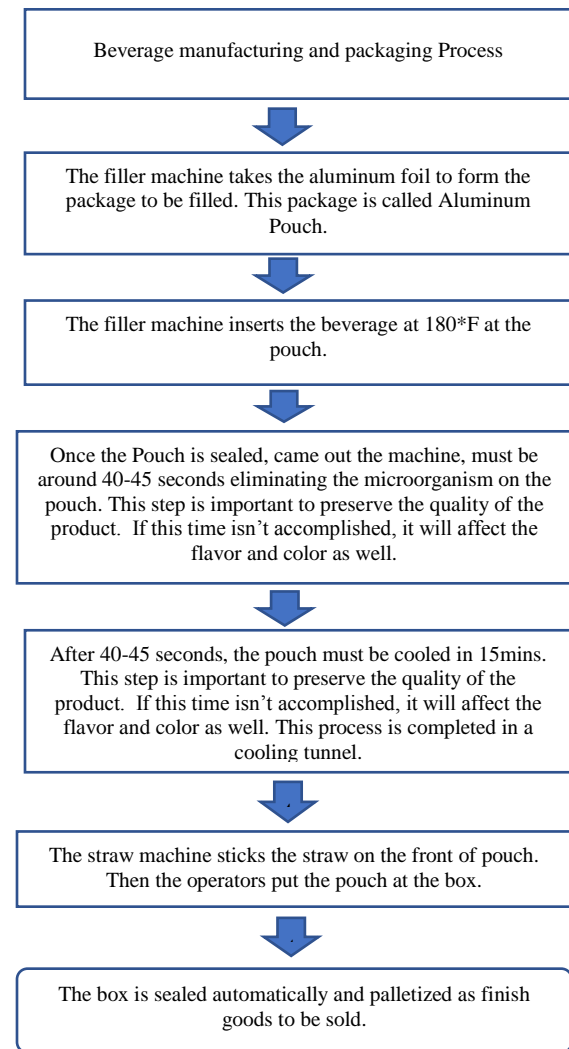 Beverage manufacturing and packaging Process
The filler machine takes the aluminum foil to form the
package to be filled. This package is called Aluminum
Pouch.
The filler machine inserts the beverage at 180*F at the
pouch.
Once the Pouch is sealed, came out the machine, must be
around 40-45 seconds eliminating the microorganism on the
pouch. This step is important to preserve the quality of the
product.  If this time isn’t accomplished, it will affect the
flavor and color as well.
After 40-45 seconds, the pouch must be cooled in 15mins.
This step is important to preserve the quality of the
product.  If this time isn’t accomplished, it will affect the
flavor and color as well. This process is completed in a
cooling tunnel.
.
The straw machine sticks the straw on the front of pouch.
Then the operators put the pouch at the box.
.
The box is sealed automatically and palletized as finish
goods to be sold.